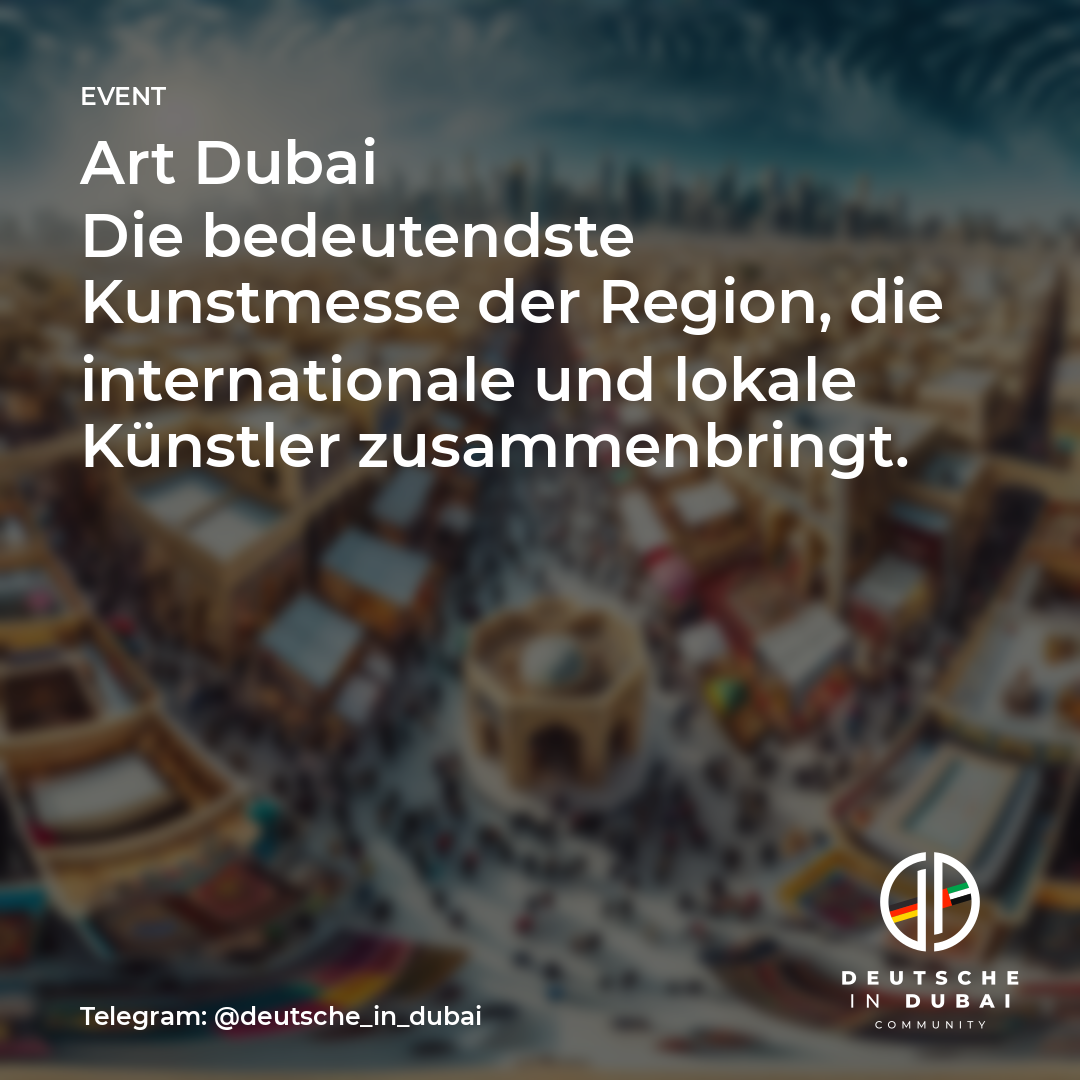 EVENT
Art Dubai
Die bedeutendste
Kunstmesse der Region, die
internationale und lokale
Künstler zusammenbringt.
DEUTSCHE
IN DUBAI
COMMUNITY
Telegram: @deutsche_in_dubai